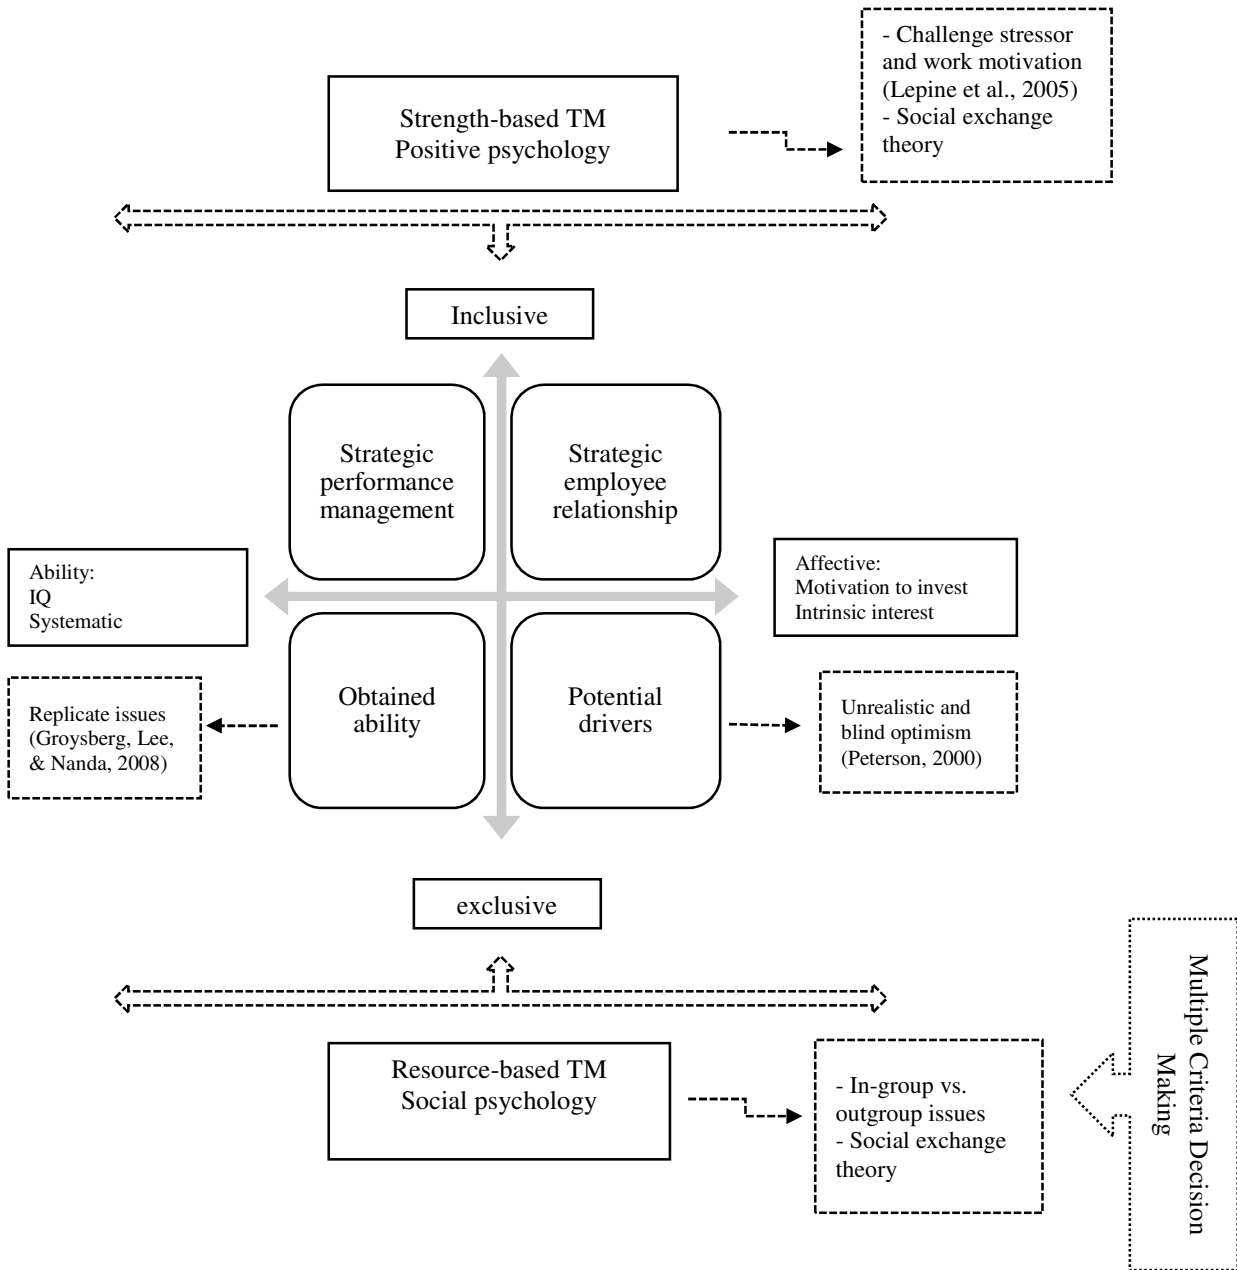 - Challenge stressor
and work motivation
(Lepine et al., 2005)
- Social exchange
theory
Strength-based TM
Positive psychology
Inclusive
Strategic
performance
management
Strategic
employee
relationship
Ability:
IQ
Systematic
Affective:
Motivation to invest
Intrinsic interest
Replicate issues
(Groysberg, Lee,
& Nanda, 2008)
Obtained
ability
Potential
drivers
Unrealistic and
blind optimism
(Peterson, 2000)
exclusive
Resource-based TM
Social psychology
- In-group vs.
outgroup issues
- Social exchange
theory
Multiple Criteria Decision
Making